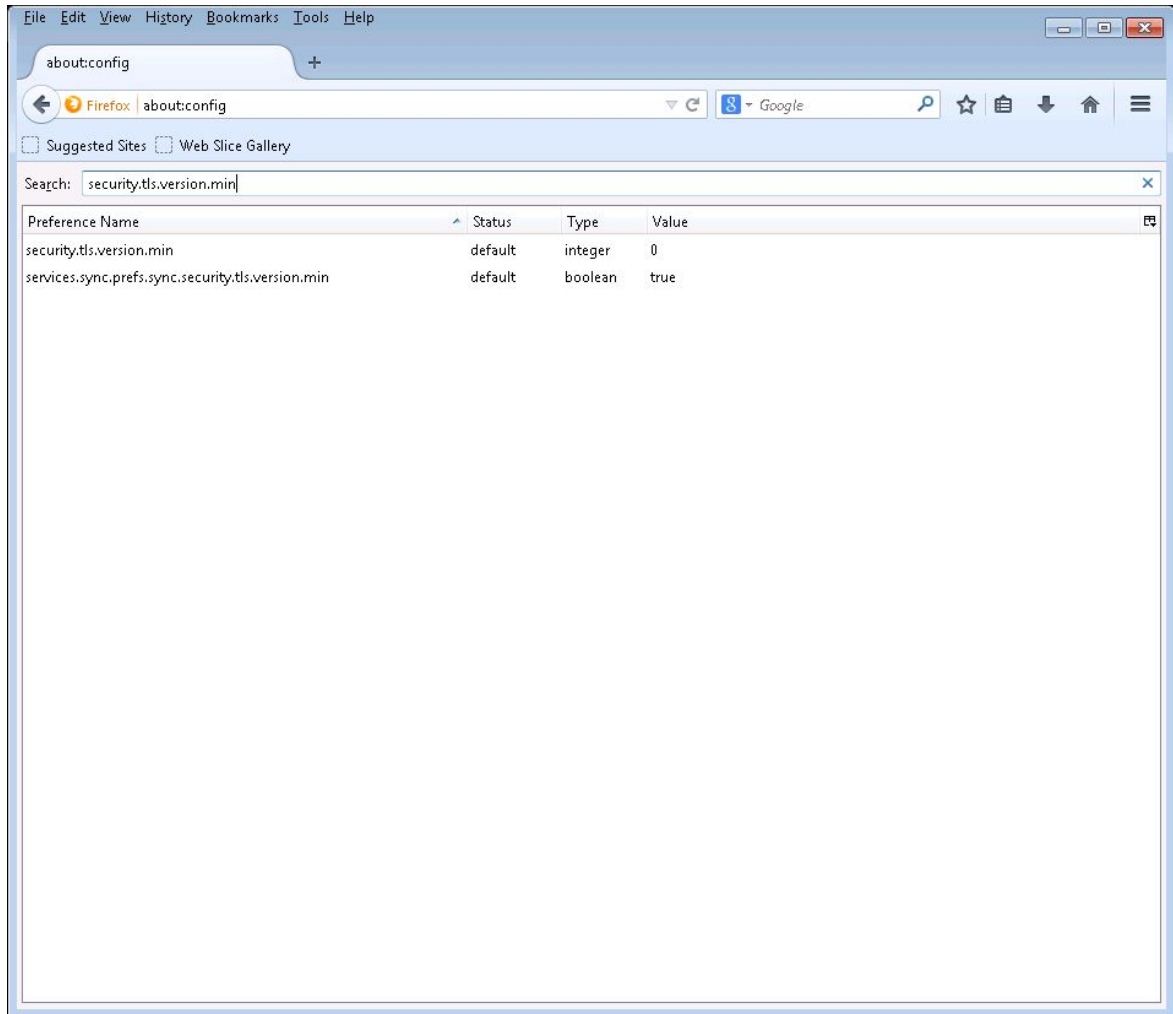 File Edit View History Bookmarks Tools Help
about:config +
Firefox about:config 8 Google
Suggested Sites Web Slice Gallery
Search: security.tls.version.min
Preference Name Status Type Value
security.tls.version.min default integer 0
services.sync.prefs.sync.security.tls.version.min default boolean true